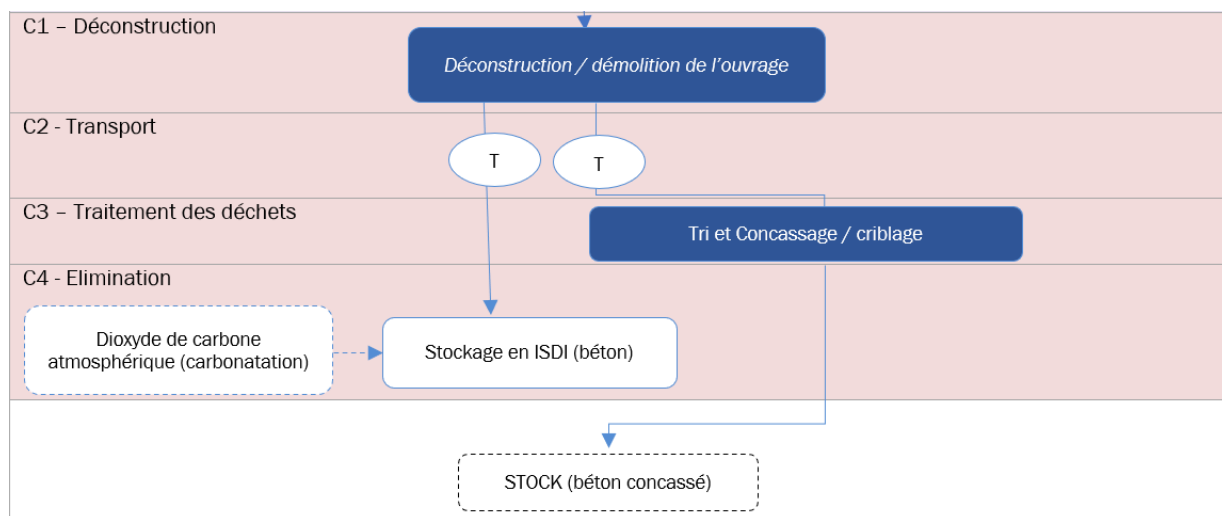 C1 – Déconstruction
Déconstruction / démolition de l'ouvrage
C2 - Transport
T
T
C3 – Traitement des déchets
Tri et Concassage / criblage
C4 - Elimination
Dioxyde de carbone
atmosphérique (carbonatation)
Stockage en ISDI (béton)
STOCK (béton concassé)